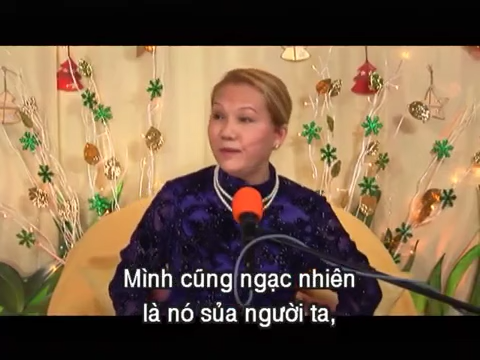 Mình cũng ngạc nhiên
là nó sủa người ta,